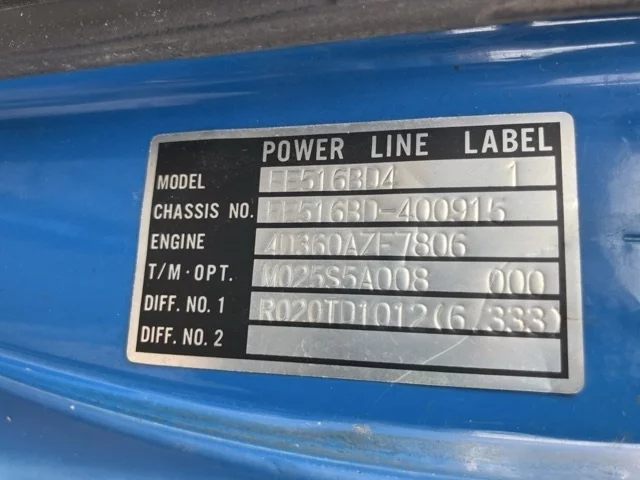 POWER LINE LABEL
MODEL FE516BD4 1
CHASSIS NO. FE516BD-400915
ENGINE 4D360AZF7806
T/M·OPT. M025S5A008 000
DIFF. NO. 1 R020TD1012(6/333)
DIFF. NO. 2